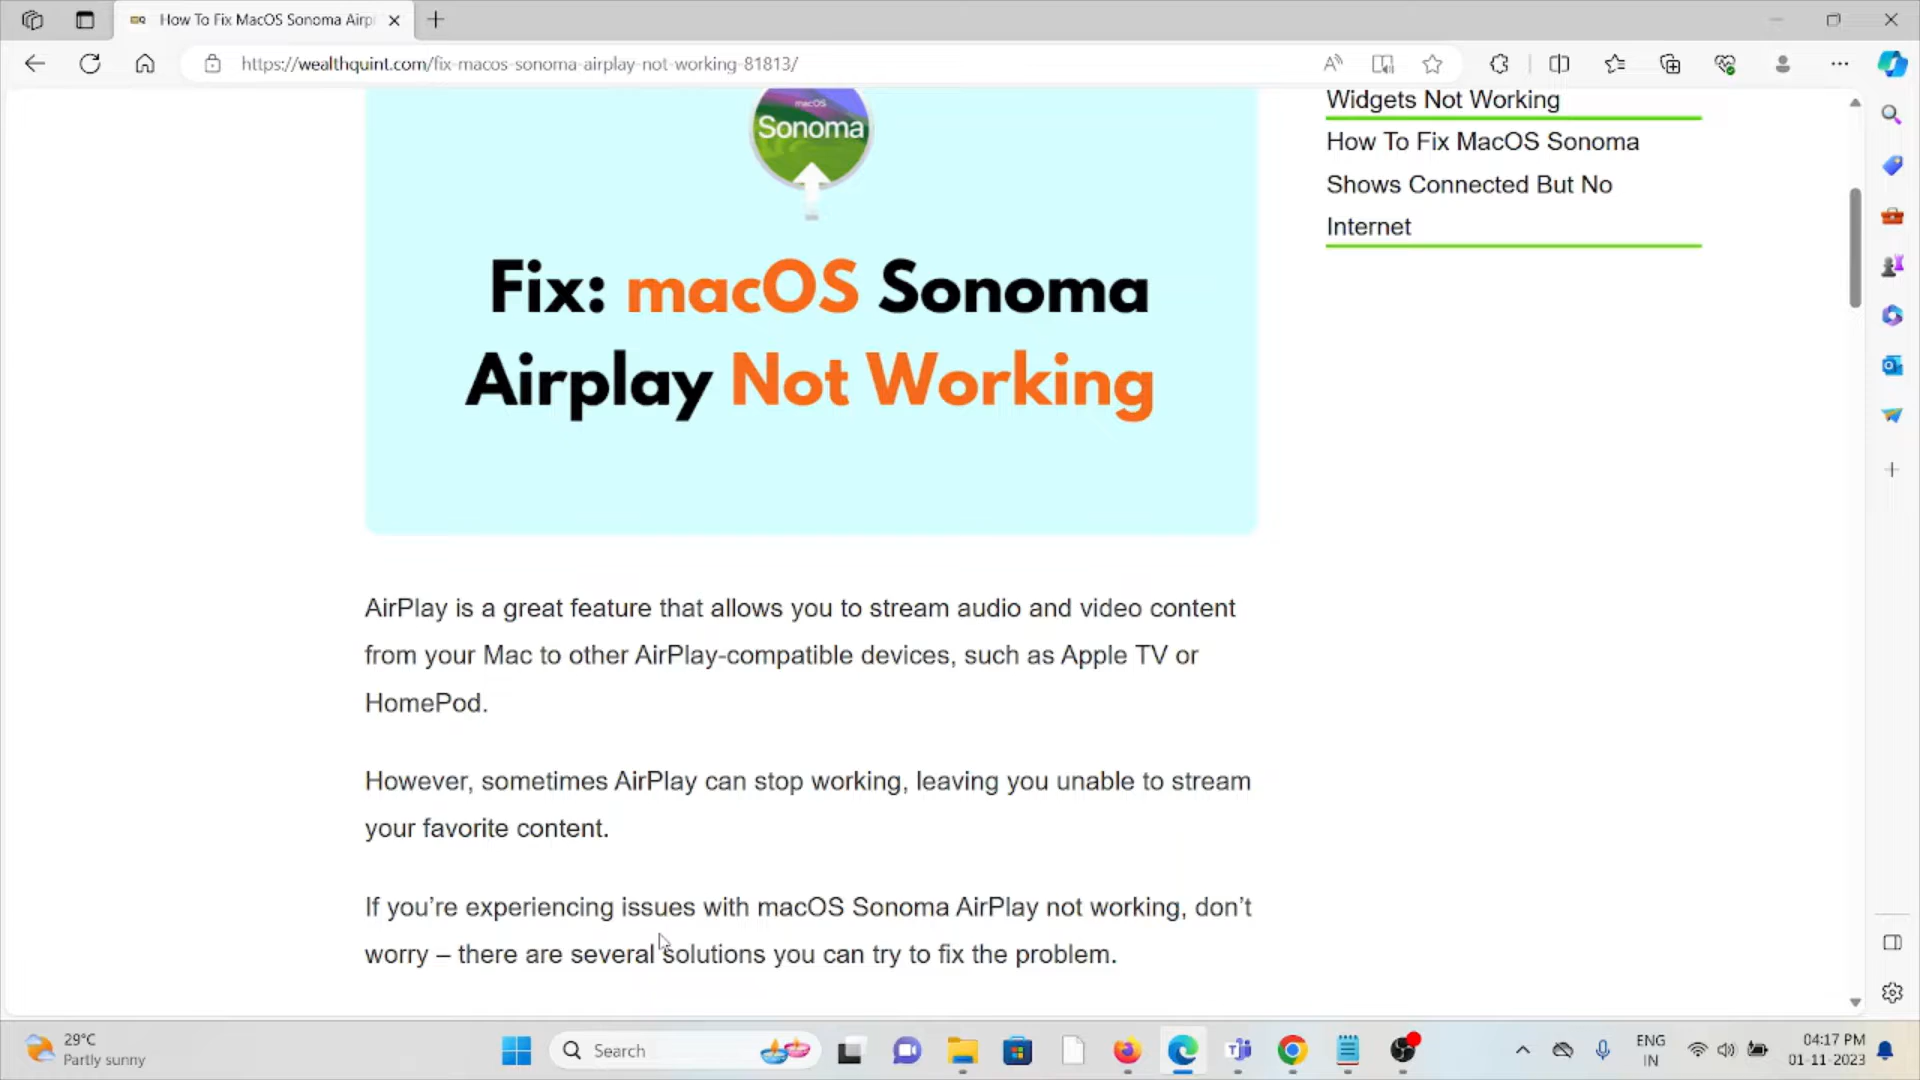 How To Fix MacOS Sonoma Airpl
https://wealthquint.com/fix-macos-sonoma-airplay-not-working-81813/
macOS
Sonoma
Fix: macOS Sonoma
Airplay Not Working
Widgets Not Working
How To Fix MacOS Sonoma
Shows Connected But No
Internet
AirPlay is a great feature that allows you to stream audio and video content
from your Mac to other AirPlay-compatible devices, such as Apple TV or
HomePod.
However, sometimes AirPlay can stop working, leaving you unable to stream
your favorite content.
If you’re experiencing issues with macOS Sonoma AirPlay not working, don’t
worry – there are several solutions you can try to fix the problem.
29°C
Partly sunny
Search
ENG
IN
04:17 PM
01-11-2023